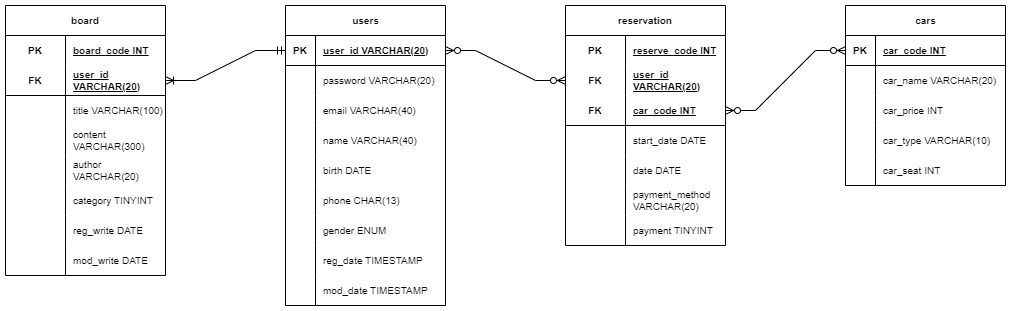 board
PK board_code INT
FK user_id
VARCHAR(20)
title VARCHAR(100)
content
VARCHAR(300)
author
VARCHAR(20)
category TINYINT
reg_write DATE
mod_write DATE
users
PK user_id VARCHAR(20)
password VARCHAR(20)
email VARCHAR(40)
name VARCHAR(40)
birth DATE
phone CHAR(13)
gender ENUM
reg_date TIMESTAMP
mod_date TIMESTAMP
reservation
PK reserve_code INT
FK user_id
VARCHAR(20)
FK car_code INT
start_date DATE
date DATE
payment_method
VARCHAR(20)
payment TINYINT
cars
PK car_code INT
car_name VARCHAR(20)
car_price INT
car_type VARCHAR(10)
car_seat INT